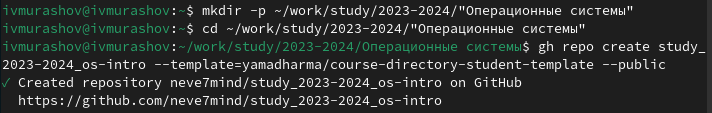 ivmurashov@ivmurashov:~$ mkdir -p ~/work/study/2023-2024/"Операционные системы"
ivmurashov@ivmurashov:~$ cd ~/work/study/2023-2024/"Операционные системы"
ivmurashov@ivmurashov:~/work/study/2023-2024/Операционные системы$ gh repo create study_
2023-2024_os-intro --template=yamadharma/course-directory-student-template --public
✓ Created repository neve7mind/study_2023-2024_os-intro on GitHub
https://github.com/neve7mind/study_2023-2024_os-intro